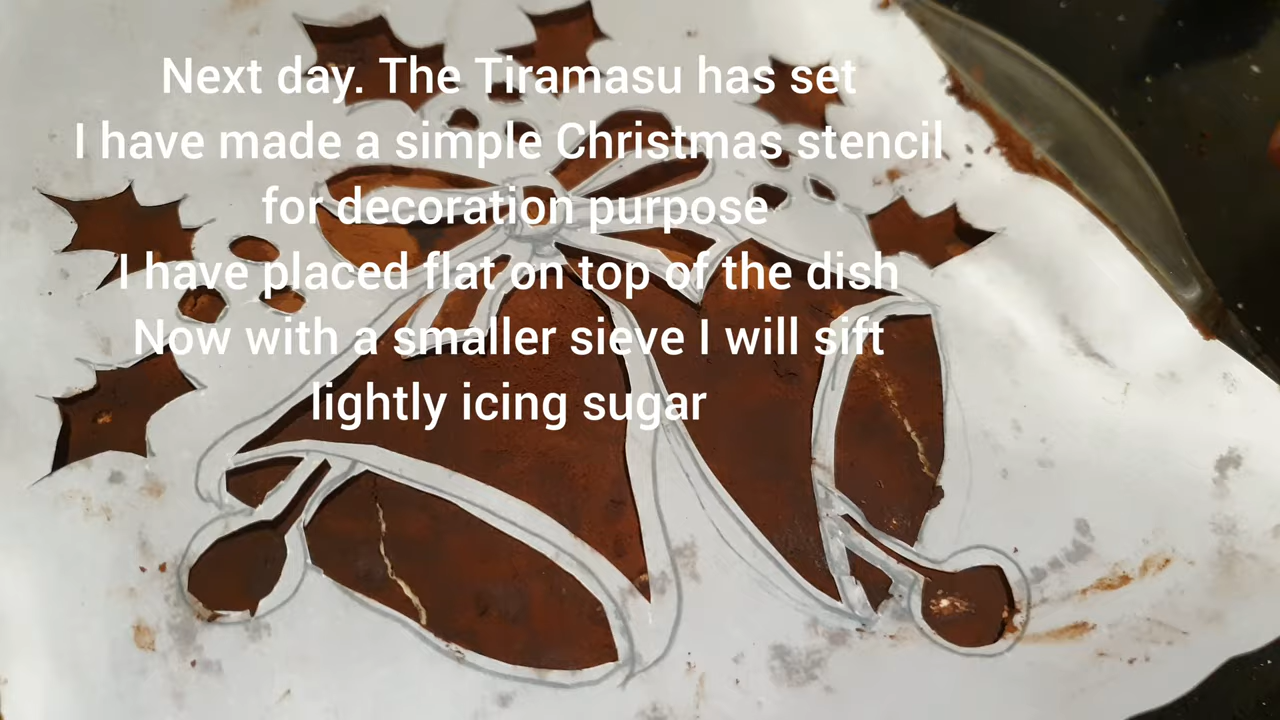 Next day. The Tiramasu has set
I have made a simple Christmas stencil
for decoration purpose
I have placed flat on top of the dish
Now with a smaller sieve I will sift
lightly icing sugar